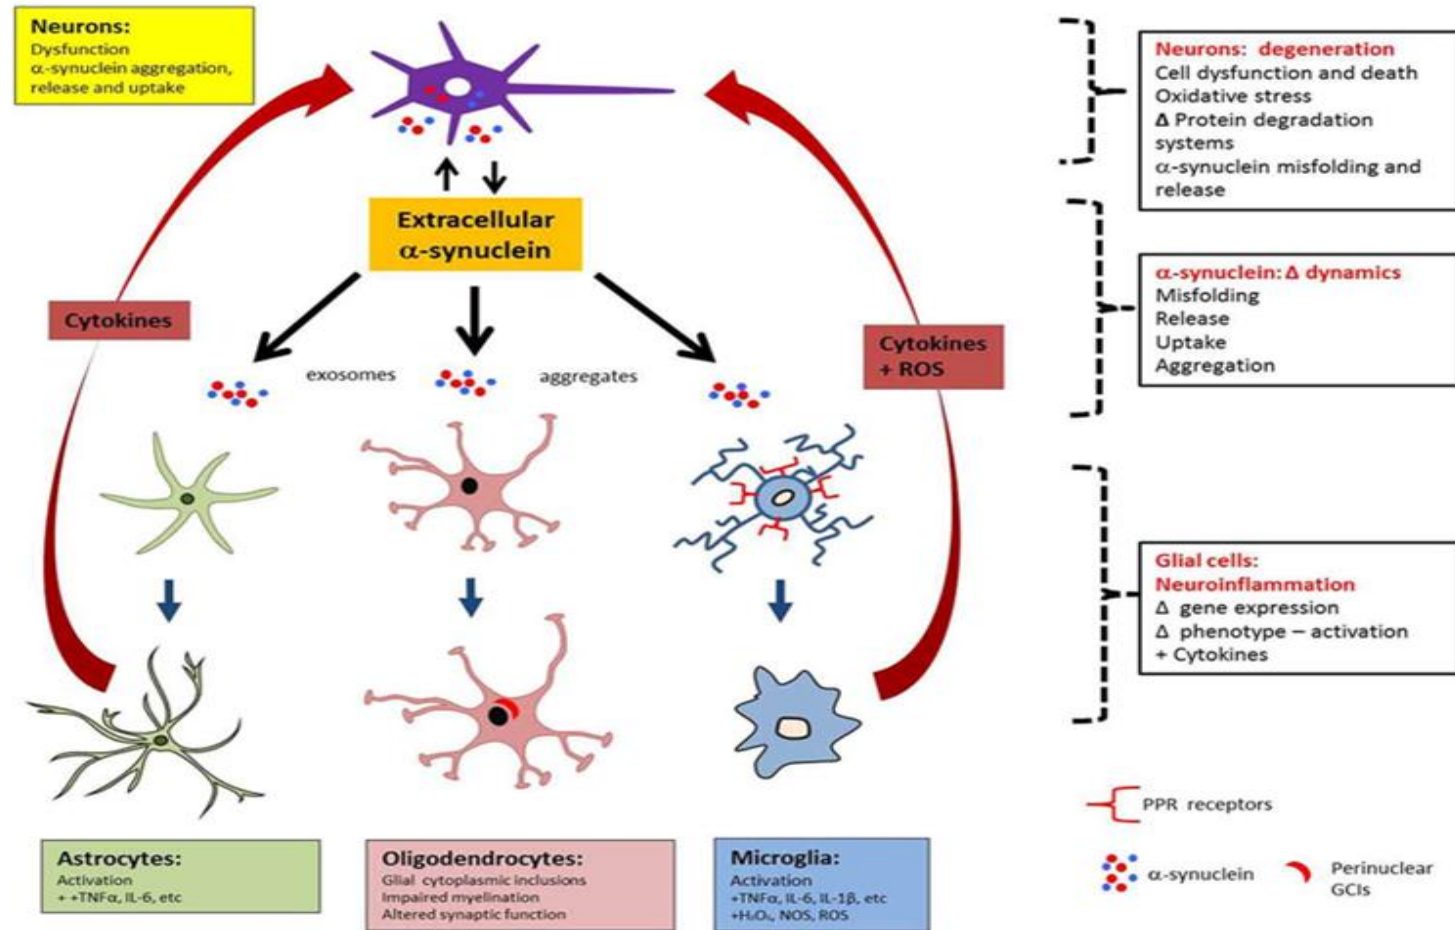 Neurons:
Dysfunction
α-synuclein aggregation,
release and uptake
Extracellular
α-synuclein
Cytokines
Cytokines
+ ROS
exosomes
aggregates
Astrocytes:
Activation
+ +TNFα, IL-6, etc
Oligodendrocytes:
Glial cytoplasmic inclusions
Impaired myelination
Altered synaptic function
Microglia:
Activation
+TNFα, IL-6, IL-1β, etc
+H₂O₂, NOS, ROS
Neurons: degeneration
Cell dysfunction and death
Oxidative stress
Δ Protein degradation
systems
α-synuclein misfolding and
release
α-synuclein: Δ dynamics
Misfolding
Release
Uptake
Aggregation
Glial cells:
Neuroinflammation
Δ gene expression
Δ phenotype – activation
+ Cytokines
PPR receptors
α-synuclein
Perinuclear
GCIs